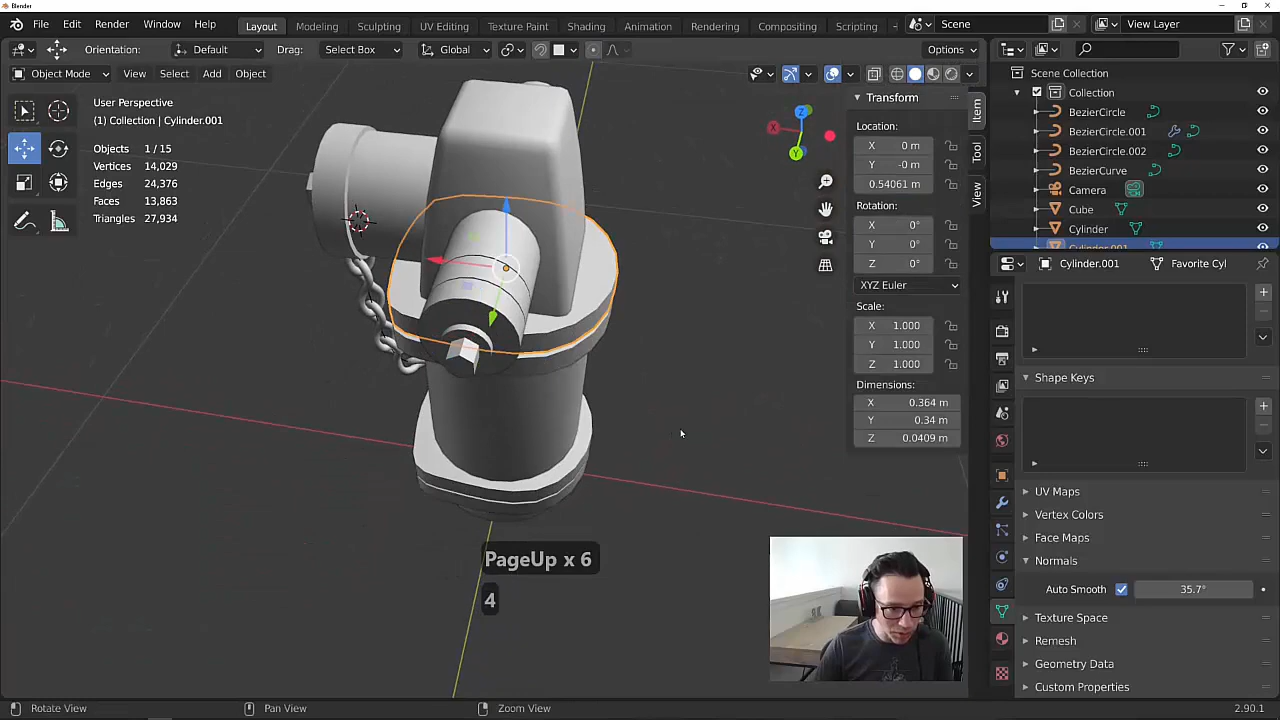 Blender
File Edit Render Window Help
Layout Modeling Sculpting UV Editing Texture Paint Shading Animation Rendering Compositing Scripting
Scene
View Layer
Orientation: Default Drag: Select Box Global Options
Object Mode View Select Add Object
User Perspective
(1) Collection | Cylinder.001
Objects 1 / 15
Vertices 14,029
Edges 24,376
Faces 13,863
Triangles 27,934
X
Y
Z
Transform
Location:
X 0 m
Y -0 m
Z 0.54061 m
Rotation:
X 0°
Y 0°
Z 0°
XYZ Euler
Scale:
X 1.000
Y 1.000
Z 1.000
Dimensions:
X 0.364 m
Y 0.34 m
Z 0.0409 m
Item
Tool
View
Scene Collection
Collection
BezierCircle
BezierCircle.001
BezierCircle.002
BezierCurve
Camera
Cube
Cylinder
Cylinder.001
Cylinder.001 Favorite Cyl
Shape Keys
UV Maps
Vertex Colors
Face Maps
Normals
Auto Smooth 35.7°
Texture Space
Remesh
Geometry Data
Custom Properties
PageUp x 6
4
Rotate View Pan View Zoom View 2.90.1